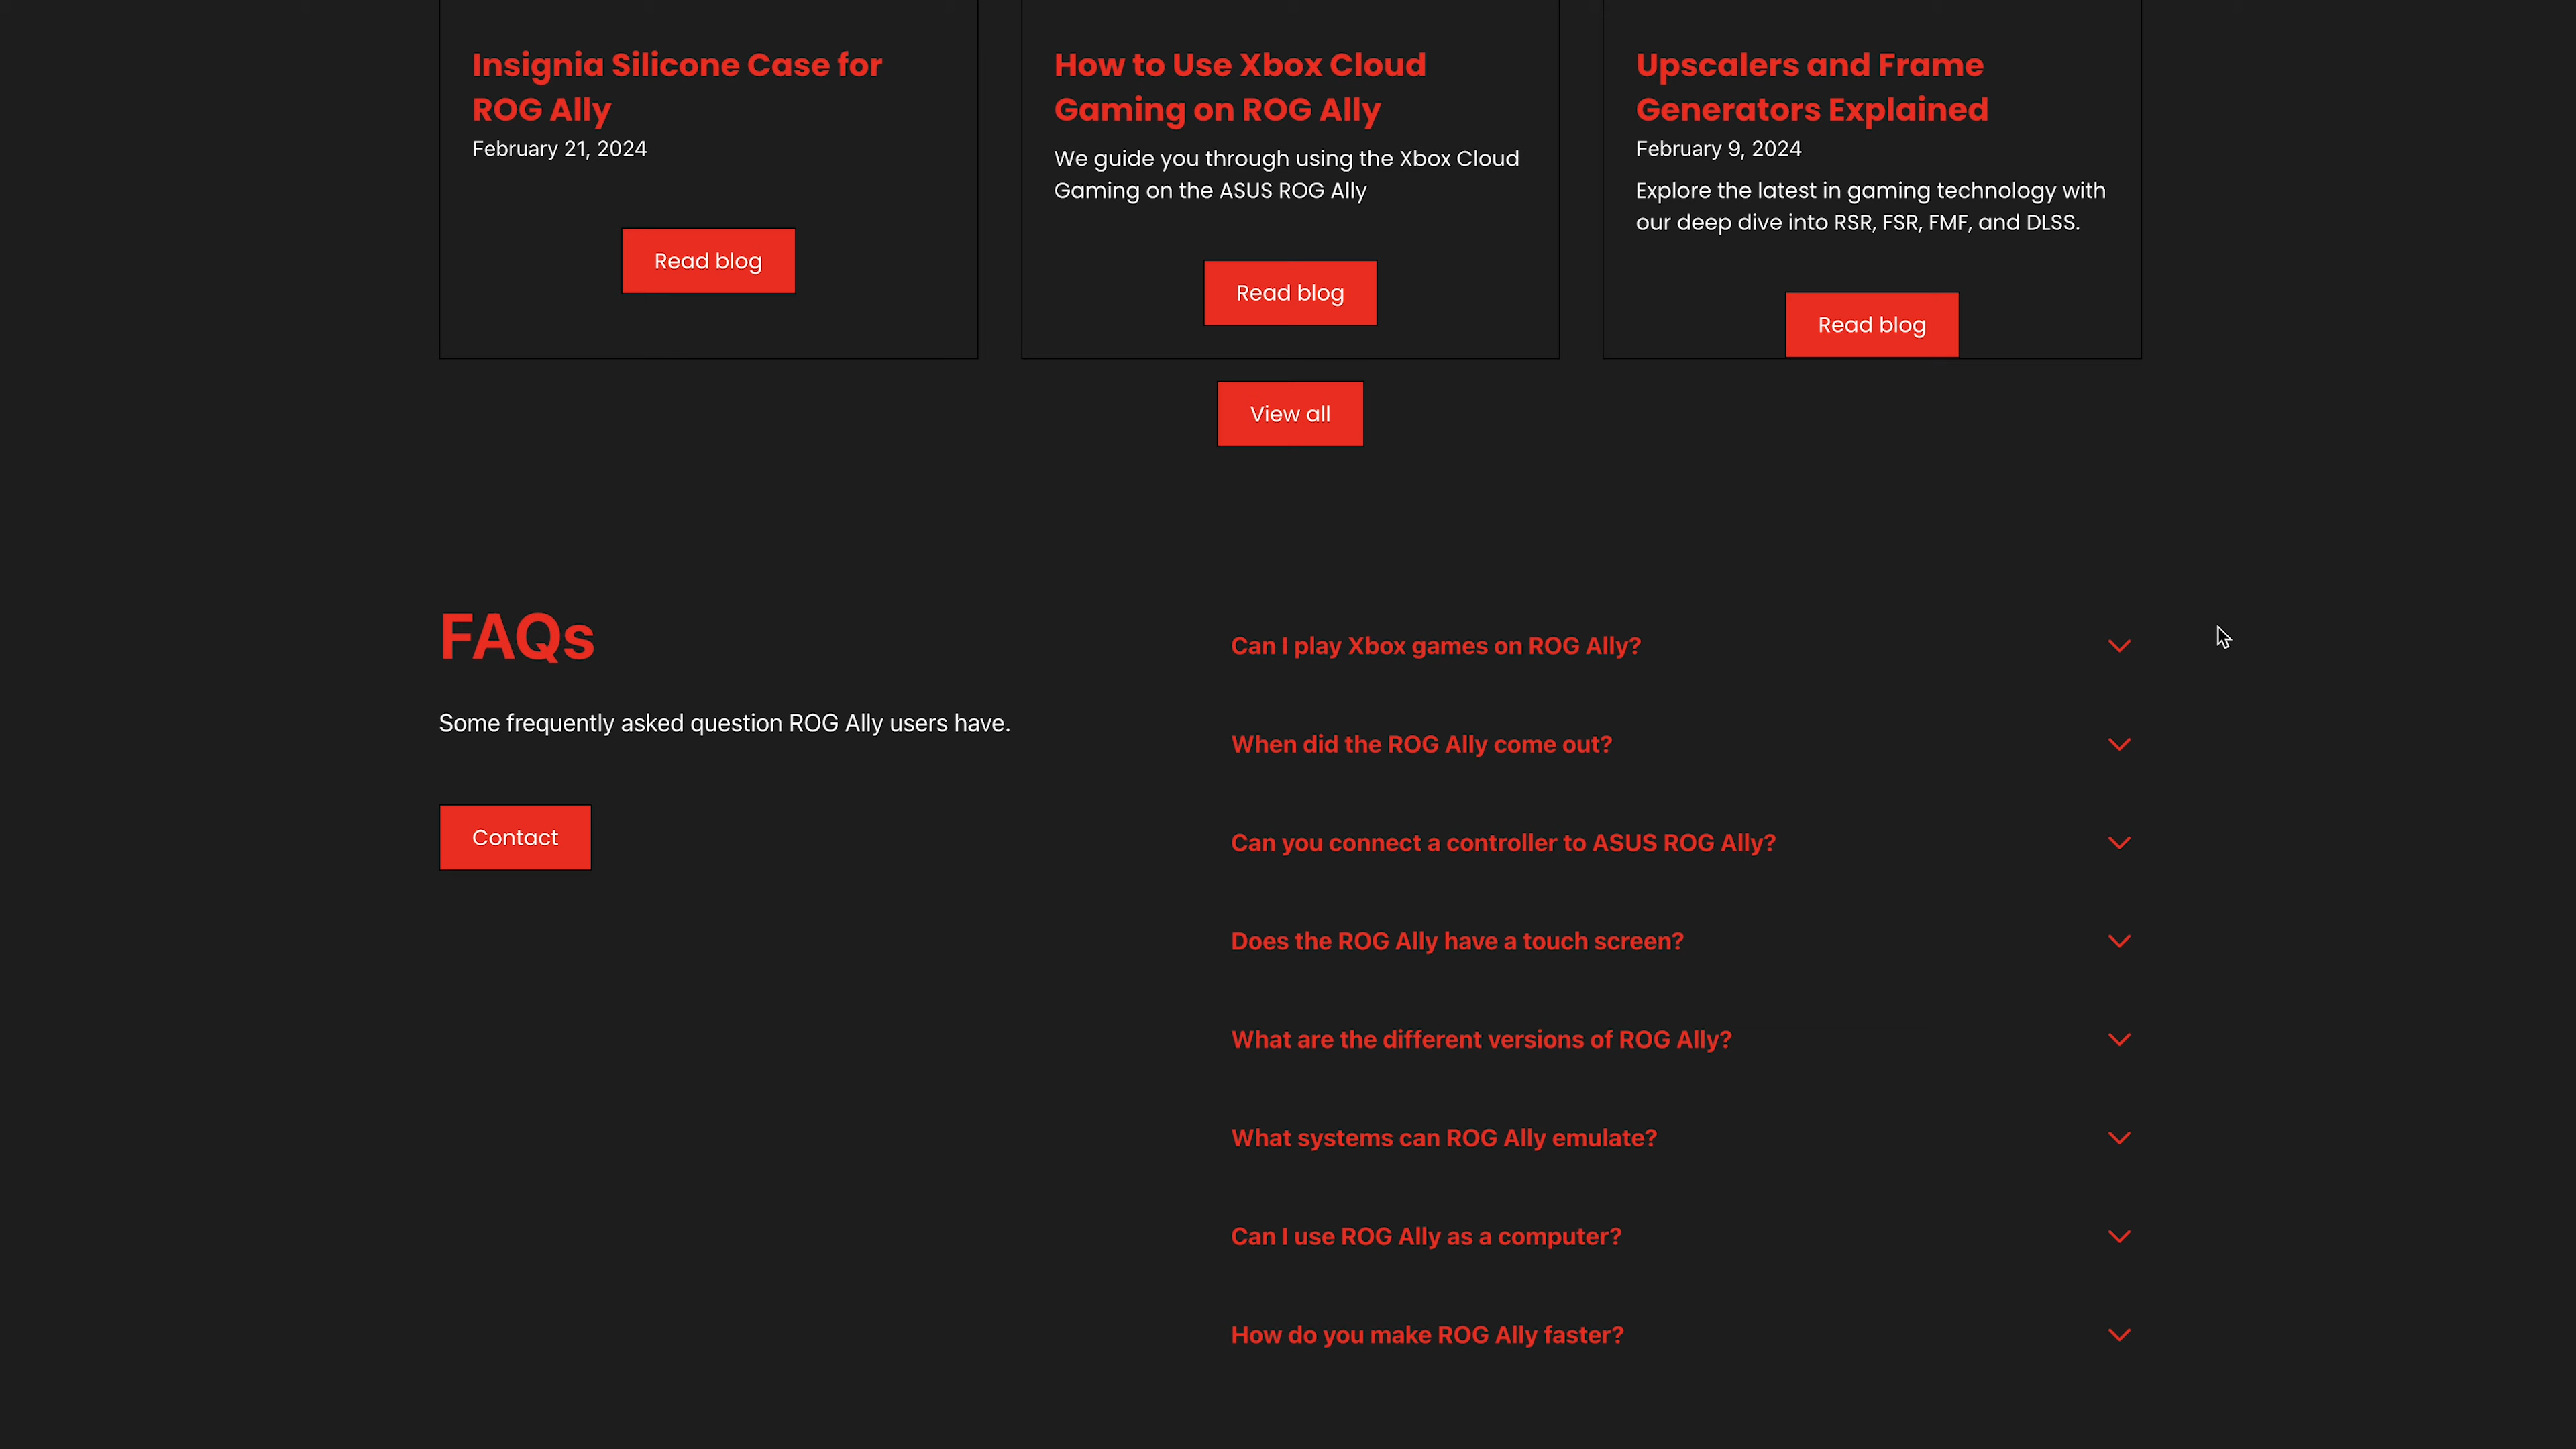 Insignia Silicone Case for
ROG Ally
February 21, 2024
Read blog
How to Use Xbox Cloud
Gaming on ROG Ally
We guide you through using the Xbox Cloud
Gaming on the ASUS ROG Ally
Read blog
Upscalers and Frame
Generators Explained
February 9, 2024
Explore the latest in gaming technology with
our deep dive into RSR, FSR, FMF, and DLSS.
Read blog
View all
FAQs
Some frequently asked question ROG Ally users have.
Contact
Can I play Xbox games on ROG Ally?
When did the ROG Ally come out?
Can you connect a controller to ASUS ROG Ally?
Does the ROG Ally have a touch screen?
What are the different versions of ROG Ally?
What systems can ROG Ally emulate?
Can I use ROG Ally as a computer?
How do you make ROG Ally faster?